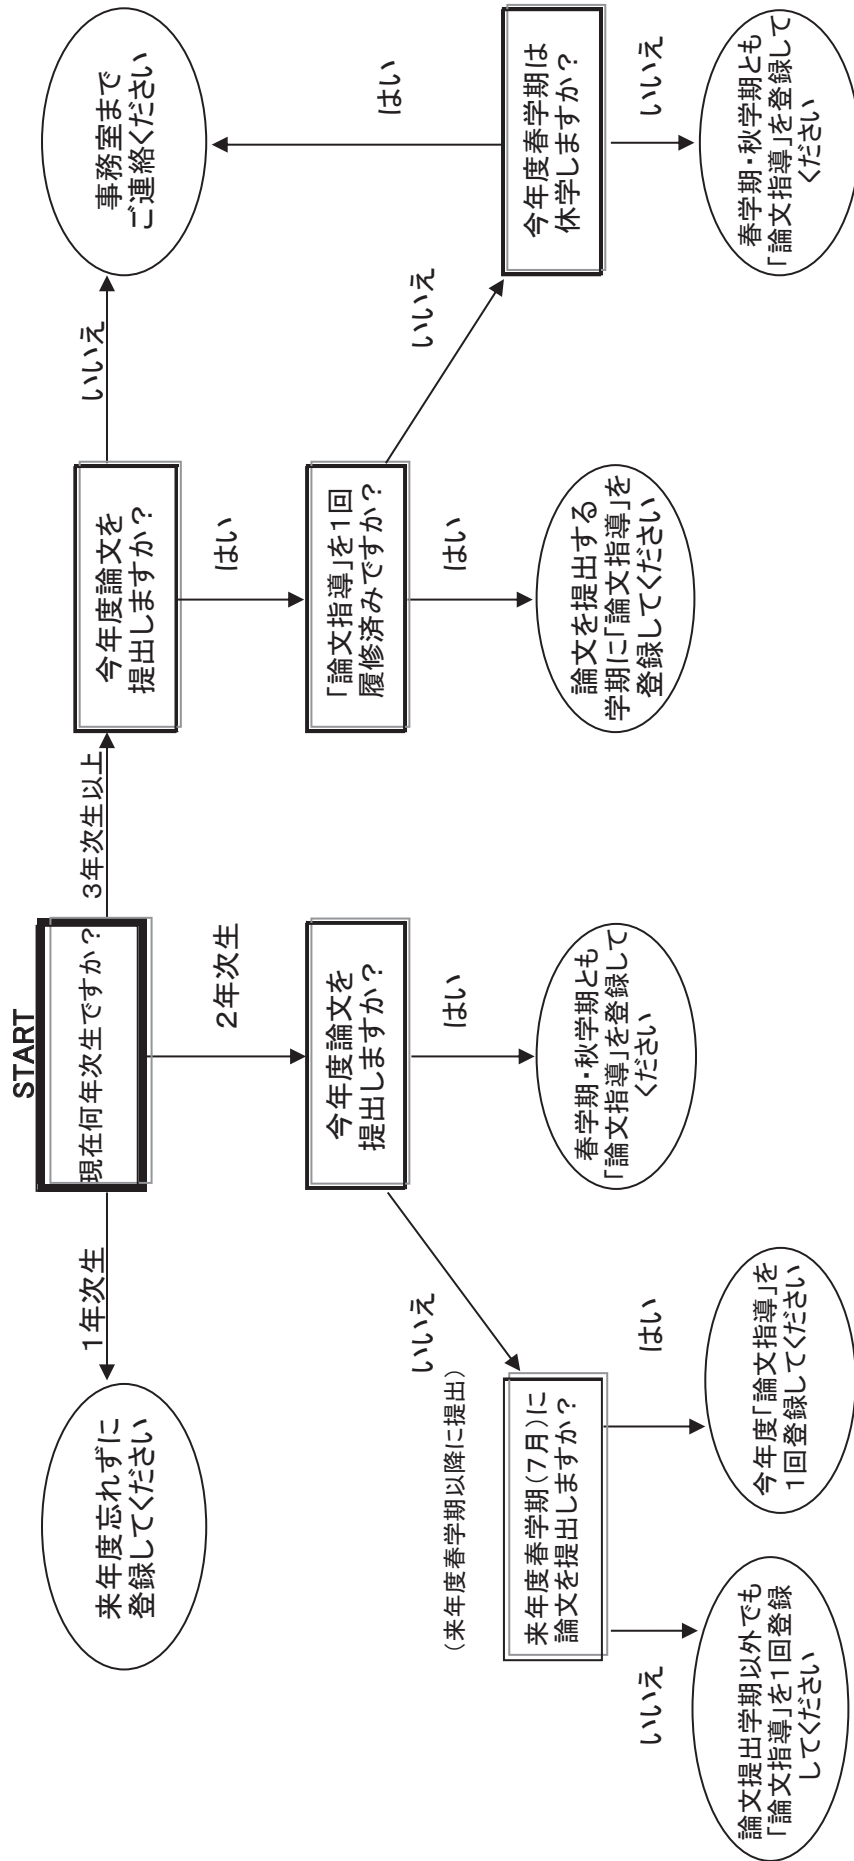 START
現在何年次生ですか？
1年次生
2年次生
3年次生以上
来年度忘れずに
登録してください
今年度論文を
提出しますか？
いいえ
事務室まで
ご連絡ください
はい
今年度論文を
提出しますか？
はい
「論文指導」を1回
履修済みですか？
いいえ
はい
いいえ
(来年度春学期以降に提出)
はい
来年度春学期(7月)に
論文を提出しますか？
今年度春学期は
休学しますか？
いいえ
はい
いいえ
論文提出学期以外でも
「論文指導」を1回登録
してください
今年度「論文指導」を
1回登録してください
春学期・秋学期とも
「論文指導」を登録して
ください
論文を提出する
学期に「論文指導」を
登録してください
春学期・秋学期とも
「論文指導」を登録して
ください